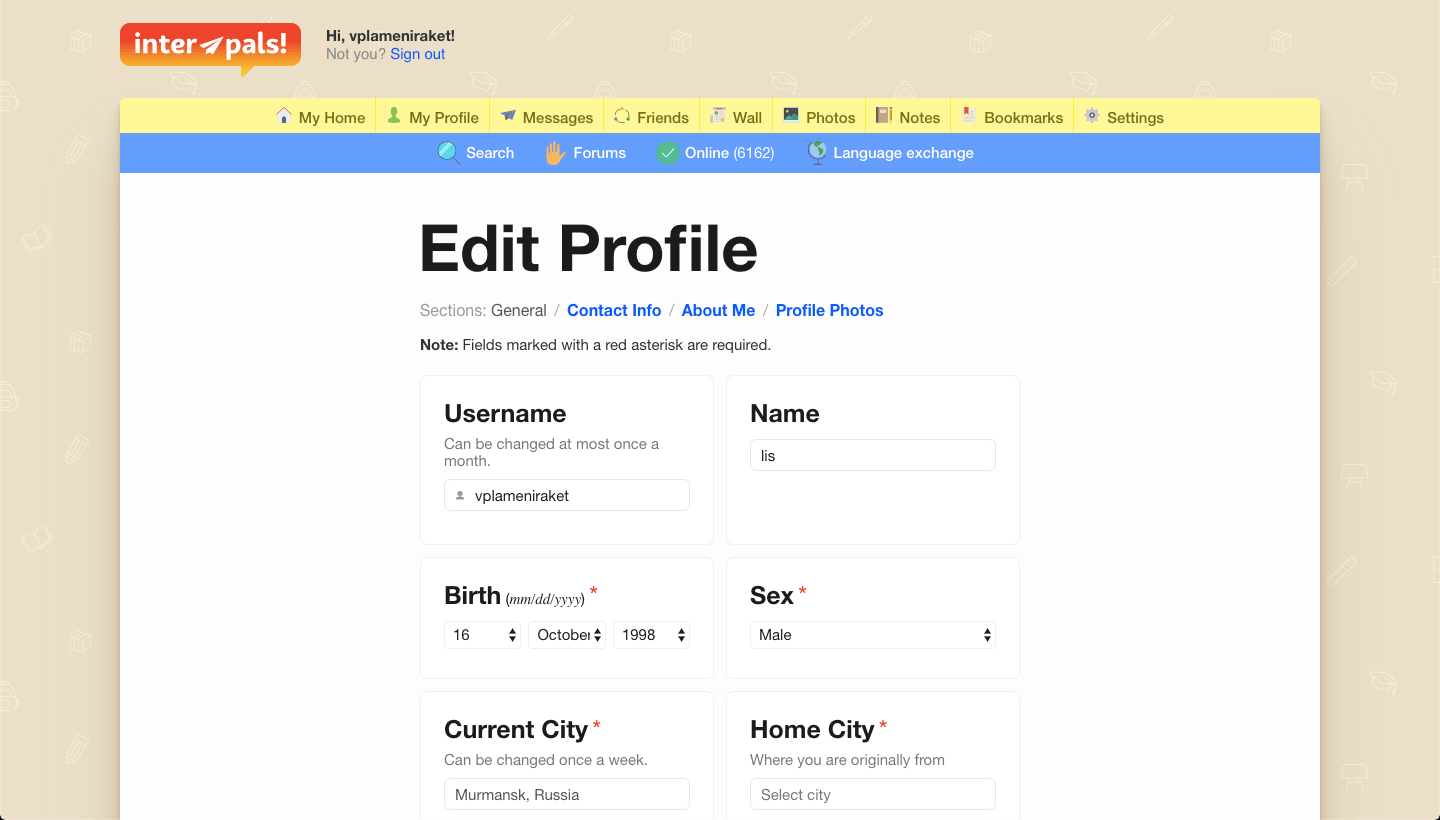 inter pals!
Hi, vplameniraket!
Not you? Sign out
My Home My Profile Messages Friends Wall Photos Notes Bookmarks Settings
Search Forums Online (6162) Language exchange
Edit Profile
Sections: General / Contact Info / About Me / Profile Photos
Note: Fields marked with a red asterisk are required.
Username
Can be changed at most once a
month.
vplameniraket
Name
lis
Birth (mm/dd/yyyy) *
16 October 1998
Sex *
Male
Current City *
Can be changed once a week.
Murmansk, Russia
Home City *
Where you are originally from
Select city